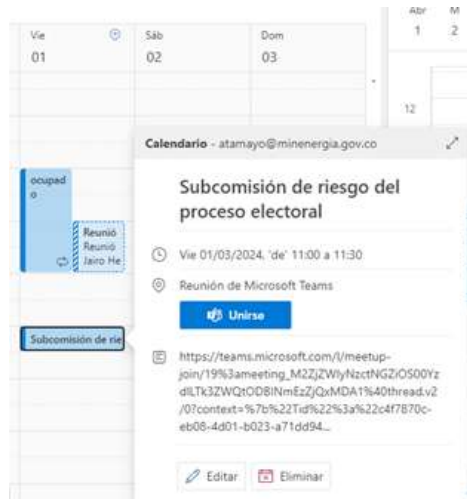 Abr M
Vie Sáb Dom 1 2
01 02 03
12
Calendario - atamayo@minenergia.gov.co
ocupad
o
Subcomisión de riesgo del
proceso electoral
Reunió
Reunió
Jairo He
Vie 01/03/2024, 'de' 11:00 a 11:30
Reunión de Microsoft Teams
Unirse
Subcomisión de rie
https://teams.microsoft.com/l/meetup-
join/19%3ameeting_M2ZjZWIyNzctNGZiOS00Yz
dlLTk3ZWQtODBlNmEzZjQxMDA1%40thread.v2
/0?context=%7b%22Tid%22%3a%22c4f7870c-
eb08-4d01-b023-a71dd94...
Editar Eliminar